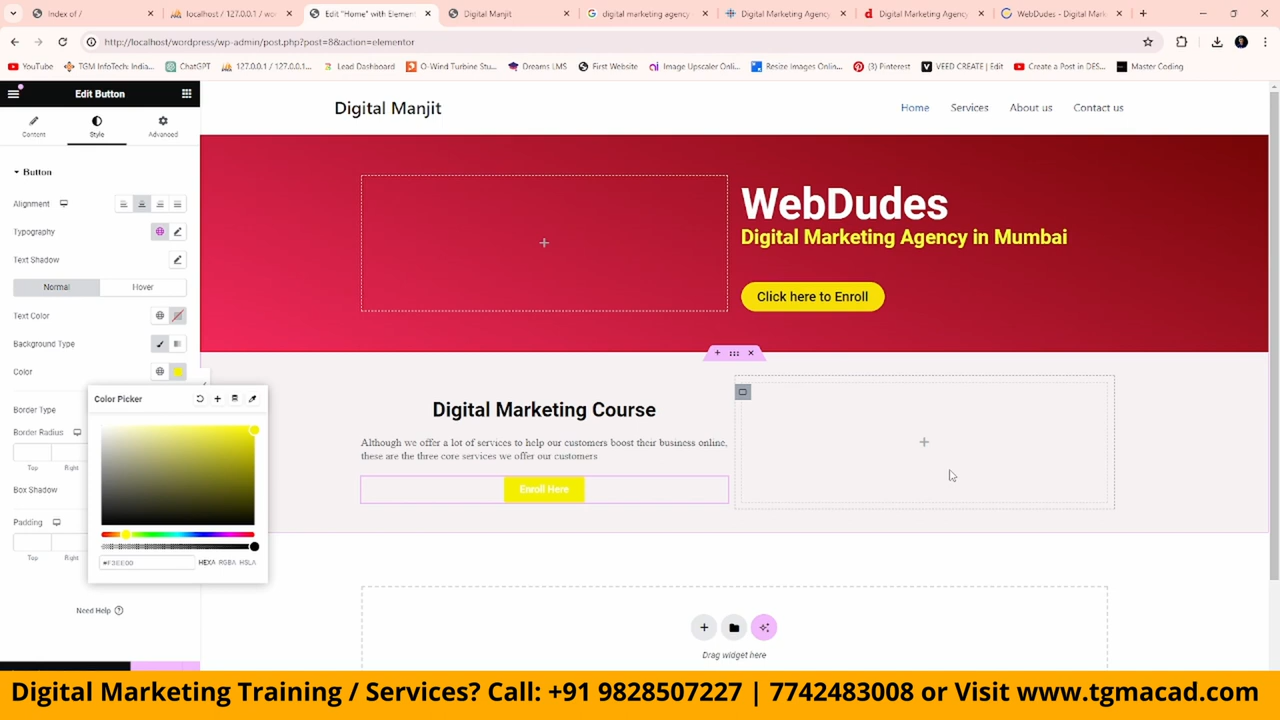 Index of /
localhost / 127.0.0.1 / wor
Edit "Home" with Element
Digital Manjit
digital marketing agency
Digital Marketing Agency
Digital Marketing Agency
WebDudes - Digital Mark
http://localhost/wordpress/wp-admin/post.php?post=8&action=elementor
YouTube
TGM InfoTech: India...
ChatGPT
127.0.0.1 / 127.0.0.1...
Lead Dashboard
O-Wind Turbine Stu...
Dreams LMS
First Website
Image Upscaler Onli...
Resize Images Onlin...
(3) Pinterest
VEED CREATE | Edit
Create a Post in DES...
Master Coding
Edit Button
Content
Style
Advanced
Button
Alignment
Typography
Text Shadow
Normal
Hover
Text Color
Background Type
Color
Color Picker
Border Type
Border Radius
Top
Right
Box Shadow
Padding
#F3EE00
HEXA
RGBA
HSLA
Top
Right
Need Help
Digital Manjit
Home
Services
About us
Contact us
WebDudes
Digital Marketing Agency in Mumbai
Click here to Enroll
Digital Marketing Course
Although we offer a lot of services to help our customers boost their business online,
these are the three core services we offer our customers
Enroll Here
Drag widget here
Digital Marketing Training / Services? Call: +91 9828507227 | 7742483008 or Visit www.tgmacad.com